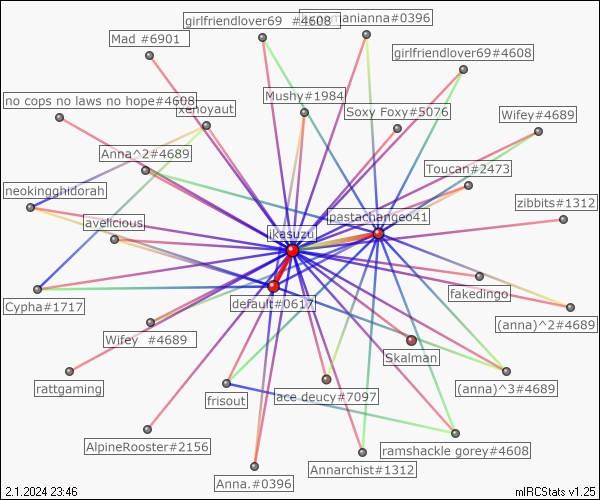 girlfriendlover69 #4608
manianna#0396
Mad #6901
girlfriendlover69#4608
no cops no laws no hope#4608
xenoyaut
Mushy#1984
Soxy Foxy#5076
Wifey#4689
Anna^2#4689
Toucan#2473
neokingghidorah
zibbits#1312
avelicious
ikasuzu
pastachangeo41
Cypha#1717
default#0617
fakedingo
(anna)^2#4689
Wifey #4689
Skalman
rattgaming
frisout
ace deucy#7097
(anna)^3#4689
AlpineRooster#2156
ramshackle gorey#4608
Anna.#0396
Annarchist#1312
2.1.2024 23:46
mIRCStats v1.25